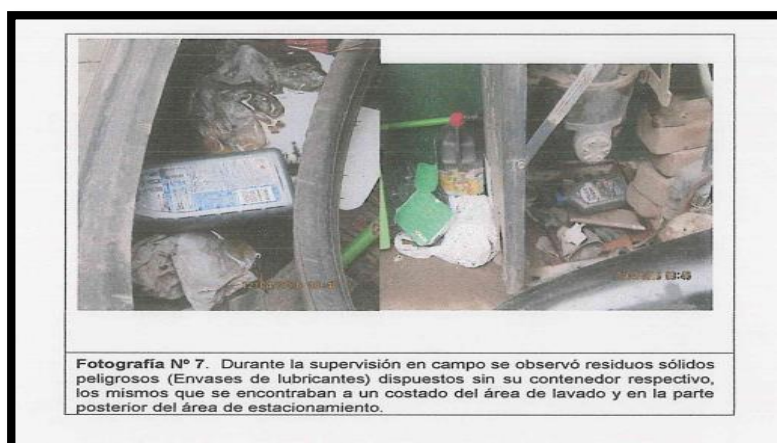 Fotografía Nº 7. Durante la supervisión en campo se observó residuos sólidos
peligrosos (Envases de lubricantes) dispuestos sin su contenedor respectivo,
los mismos que se encontraban a un costado del área de lavado y en la parte
posterior del área de estacionamiento.